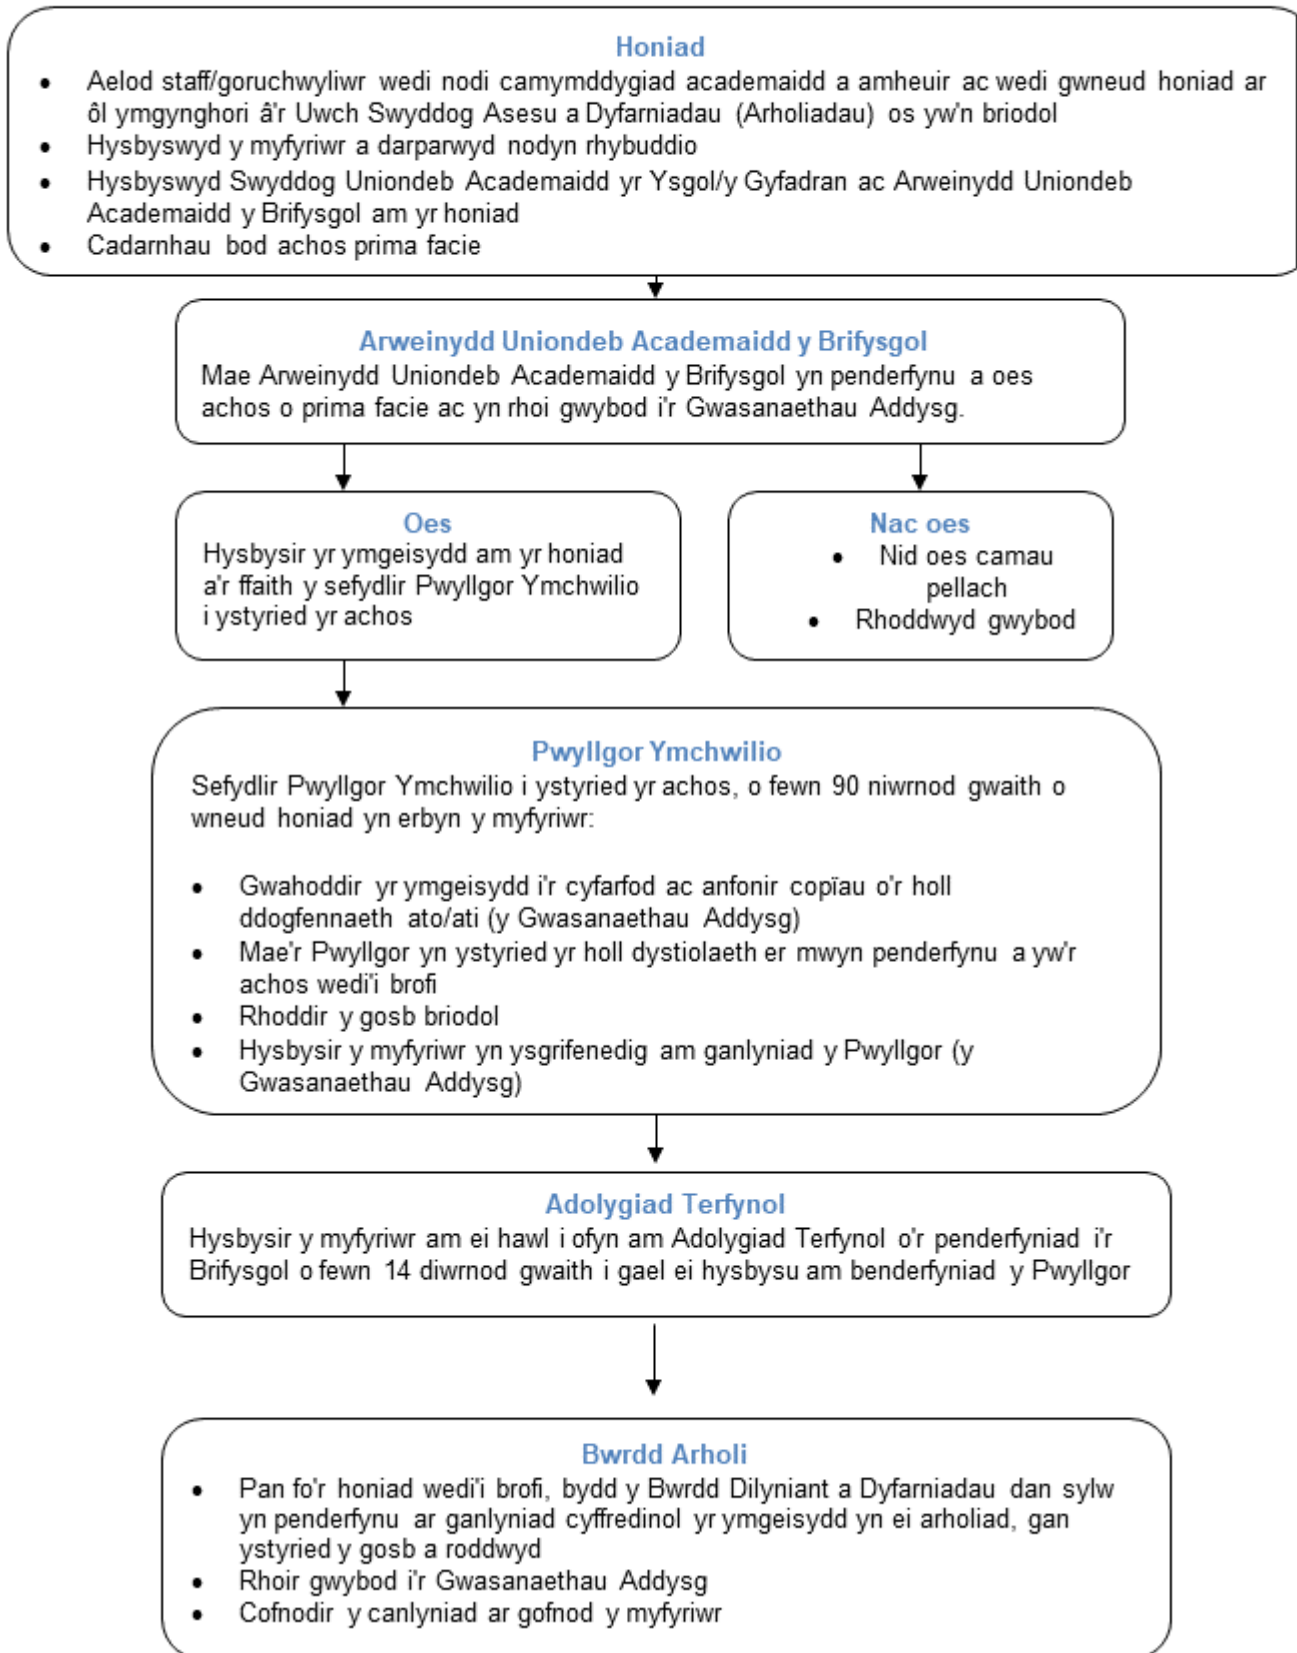 Honiad
• Aelod staff/goruchwyliwr wedi nodi camymddygiad academaidd a amheuir ac wedi gwneud honiad ar
ôl ymgynghori â'r Uwch Swyddog Asesu a Dyfarniadau (Arholiadau) os yw'n briodol
• Hysbyswyd y myfyriwr a darparwyd nodyn rhybuddio
• Hysbyswyd Swyddog Uniondeb Academaidd yr Ysgol/y Gyfadran ac Arweinydd Uniondeb
Academaidd y Brifysgol am yr honiad
• Cadarnhau bod achos prima facie
Arweinydd Uniondeb Academaidd y Brifysgol
Mae Arweinydd Uniondeb Academaidd y Brifysgol yn penderfynu a oes
achos o prima facie ac yn rhoi gwybod i'r Gwasanaethau Addysg.
Oes
Hysbysir yr ymgeisydd am yr honiad
a'r ffaith y sefydlir Pwyllgor Ymchwilio
i ystyried yr achos
Nac oes
• Nid oes camau
pellach
• Rhoddwyd gwybod
Pwyllgor Ymchwilio
Sefydlir Pwyllgor Ymchwilio i ystyried yr achos, o fewn 90 niwrnod gwaith o
wneud honiad yn erbyn y myfyriwr:
• Gwahoddir yr ymgeisydd i'r cyfarfod ac anfonir copïau o'r holl
ddogfennaeth ato/ati (y Gwasanaethau Addysg)
• Mae'r Pwyllgor yn ystyried yr holl dystiolaeth er mwyn penderfynu a yw'r
achos wedi'i brofi
• Rhoddir y gosb briodol
• Hysbysir y myfyriwr yn ysgrifenedig am ganlyniad y Pwyllgor (y
Gwasanaethau Addysg)
Adolygiad Terfynol
Hysbysir y myfyriwr am ei hawl i ofyn am Adolygiad Terfynol o'r penderfyniad i'r
Brifysgol o fewn 14 diwrnod gwaith i gael ei hysbysu am benderfyniad y Pwyllgor
Bwrdd Arholi
• Pan fo'r honiad wedi'i brofi, bydd y Bwrdd Dilyniant a Dyfarniadau dan sylw
yn penderfynu ar ganlyniad cyffredinol yr ymgeisydd yn ei arholiad, gan
ystyried y gosb a roddwyd
• Rhoir gwybod i'r Gwasanaethau Addysg
• Cofnodir y canlyniad ar gofnod y myfyriwr